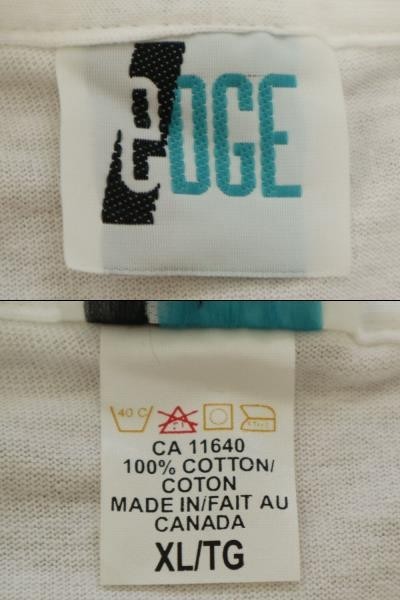 eDGE
40 C
CA 11640
100% COTTON/
COTON
MADE IN/FAIT AU
CANADA
XL/TG